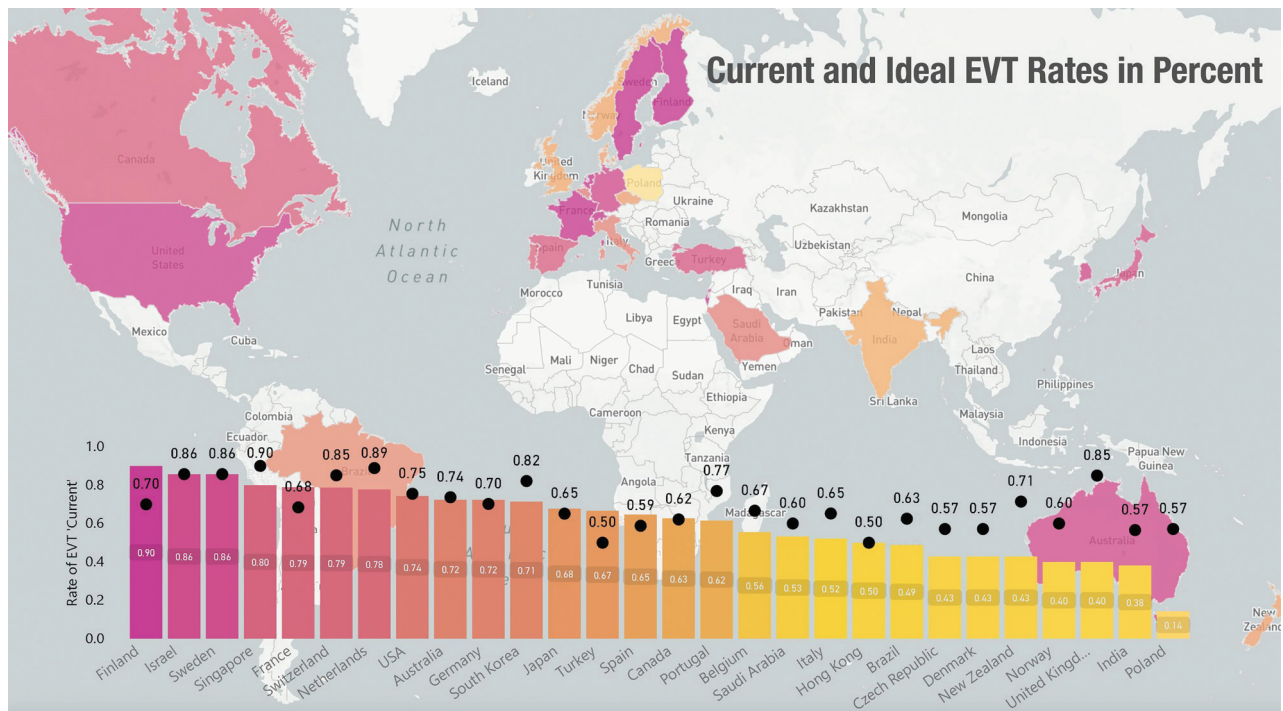 Current and Ideal EVT Rates in Percent
Iceland
Sweden
Finland
Norway
Canada
United
Kingdom
Poland
Ukraine
Kazakhstan
Mongolia
France
Romania
North
Atlantic
Ocean
United
States
Spain
Italy
Greece
Turkey
Uzbekistan
Japan
China
Morocco
Tunisia
Iraq
Iran
Pakistan
Nepal
Mexico
Cuba
Libya
Egypt
Saudi
Arabia
Oman
India
Laos
Senegal
Mali
Niger
Chad
Sudan
Yemen
Thailand
Philippines
Sri Lanka
Ethiopia
Colombia
Cameroon
Malaysia
Ecuador
Kenya
Indonesia
Papua New
Guinea
Tanzania
Brazil
Angola
Madagascar
Australia
New
Zealand
Rate of EVT 'Current'
1.0
0.8
0.6
0.4
0.2
0.0
0.70 0.86 0.86 0.90 0.68 0.85 0.89 0.75 0.74 0.70 0.82 0.65 0.50 0.59 0.62 0.77 0.67 0.60 0.65 0.50 0.63 0.57 0.57 0.71 0.60 0.85 0.57 0.57
0.90 0.86 0.86 0.80 0.79 0.79 0.78 0.74 0.72 0.72 0.71 0.68 0.67 0.65 0.63 0.62 0.56 0.53 0.52 0.50 0.49 0.43 0.43 0.43 0.40 0.40 0.38 0.14
Finland
Israel
Sweden
Singapore
France
Switzerland
Netherlands
USA
Australia
Germany
South Korea
Japan
Turkey
Spain
Canada
Portugal
Belgium
Saudi Arabia
Italy
Hong Kong
Brazil
Czech Republic
Denmark
New Zealand
Norway
United Kingd...
India
Poland